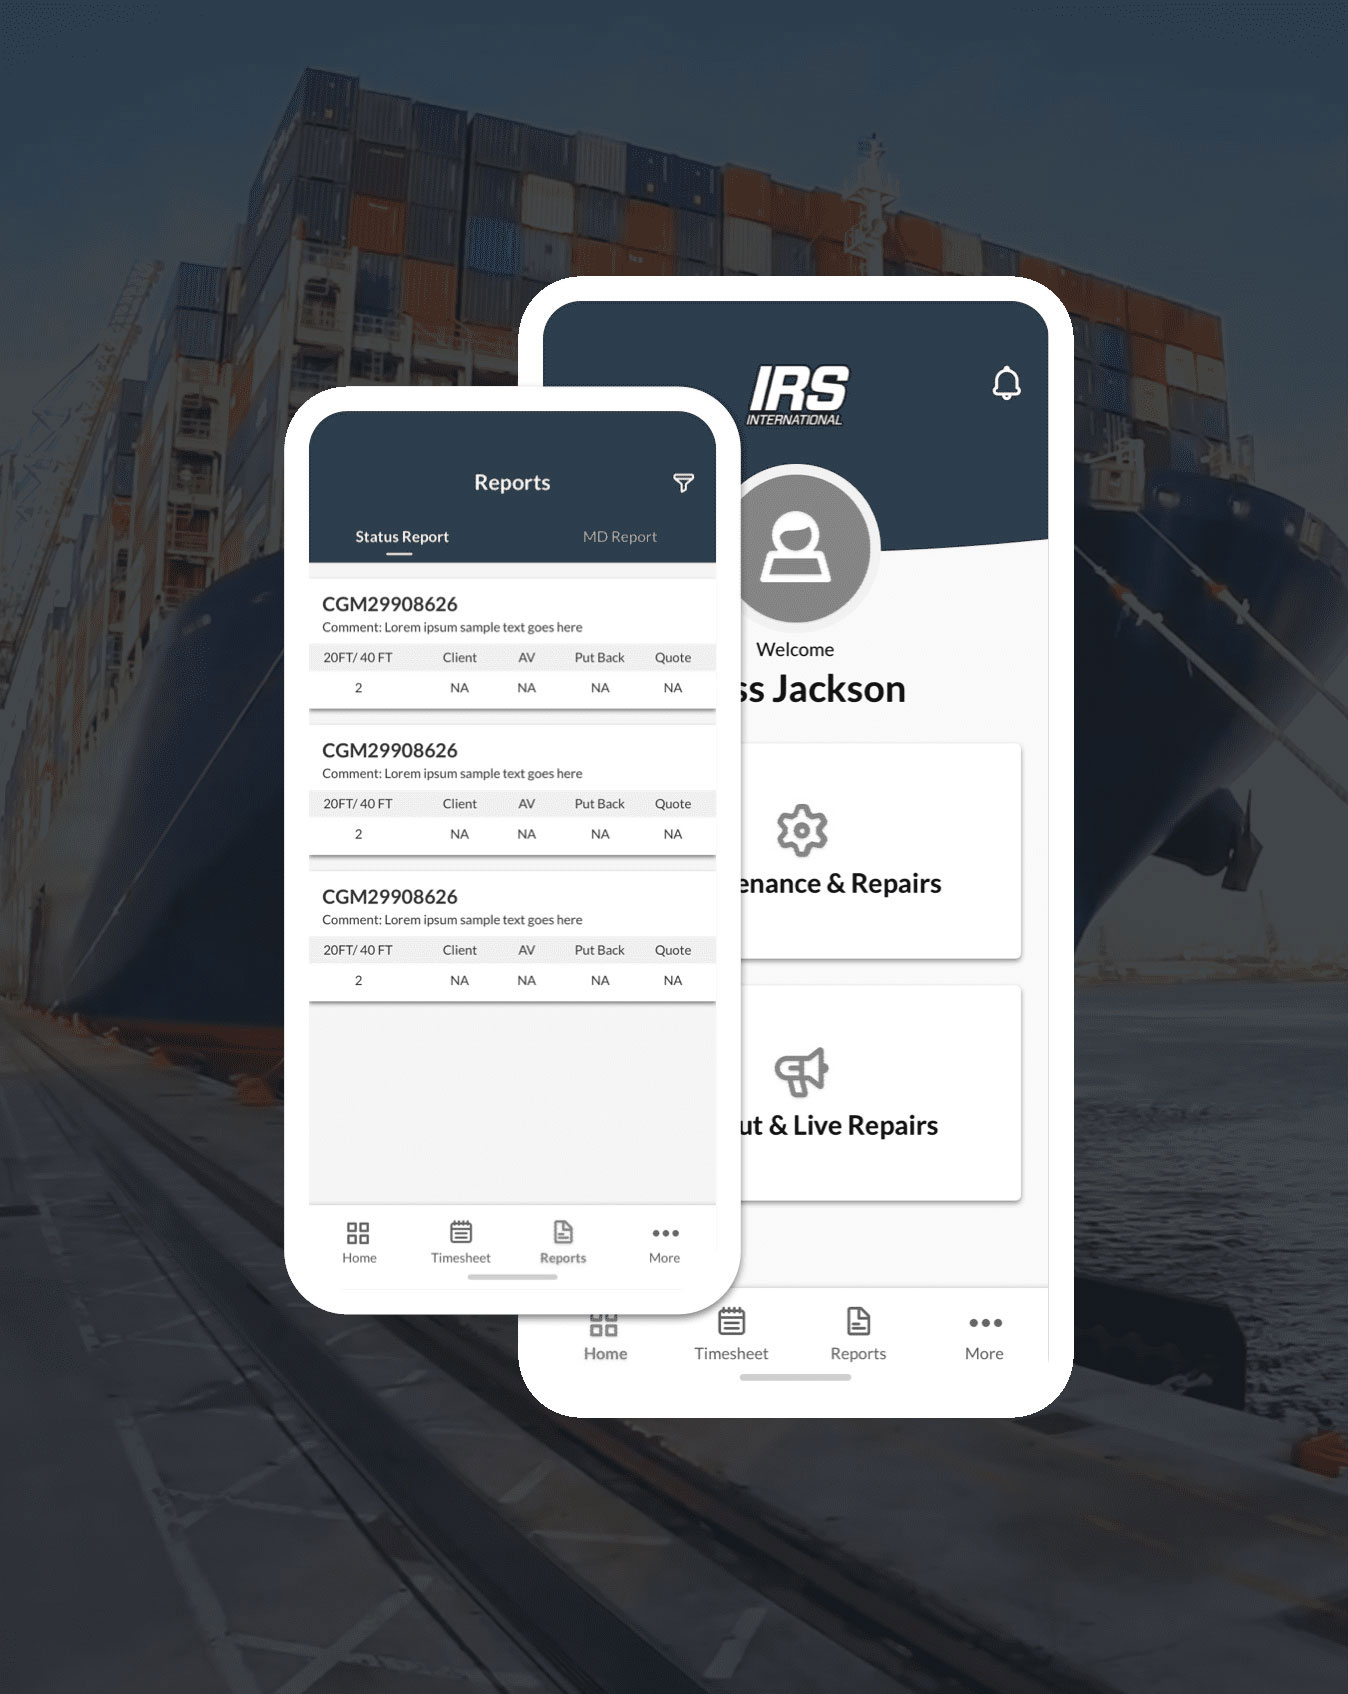 IRS
INTERNATIONAL
Welcome
Jackson
& Repairs
& Live Repairs
Home
Timesheet
Reports
More
Reports
Status Report
MD Report
CGM29908626
Comment: Lorem ipsum sample text goes here
20FT/ 40 FT Client AV Put Back Quote
2 NA NA NA NA
CGM29908626
Comment: Lorem ipsum sample text goes here
20FT/ 40 FT Client AV Put Back Quote
2 NA NA NA NA
CGM29908626
Comment: Lorem ipsum sample text goes here
20FT/ 40 FT Client AV Put Back Quote
2 NA NA NA NA
Home
Timesheet
Reports
More